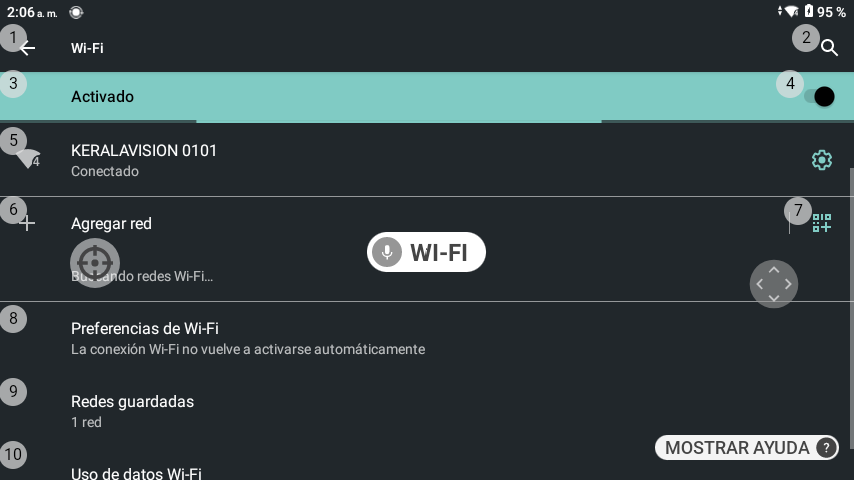 2:06 a. m.
95 %
1
Wi-Fi
2
3
Activado
4
5
4
KERALAVISION 0101
Conectado
6
Agregar red
7
WI-FI
Buscando redes Wi-Fi…
8
Preferencias de Wi-Fi
La conexión Wi-Fi no vuelve a activarse automáticamente
9
Redes guardadas
1 red
MOSTRAR AYUDA ?
10
Uso de datos Wi-Fi